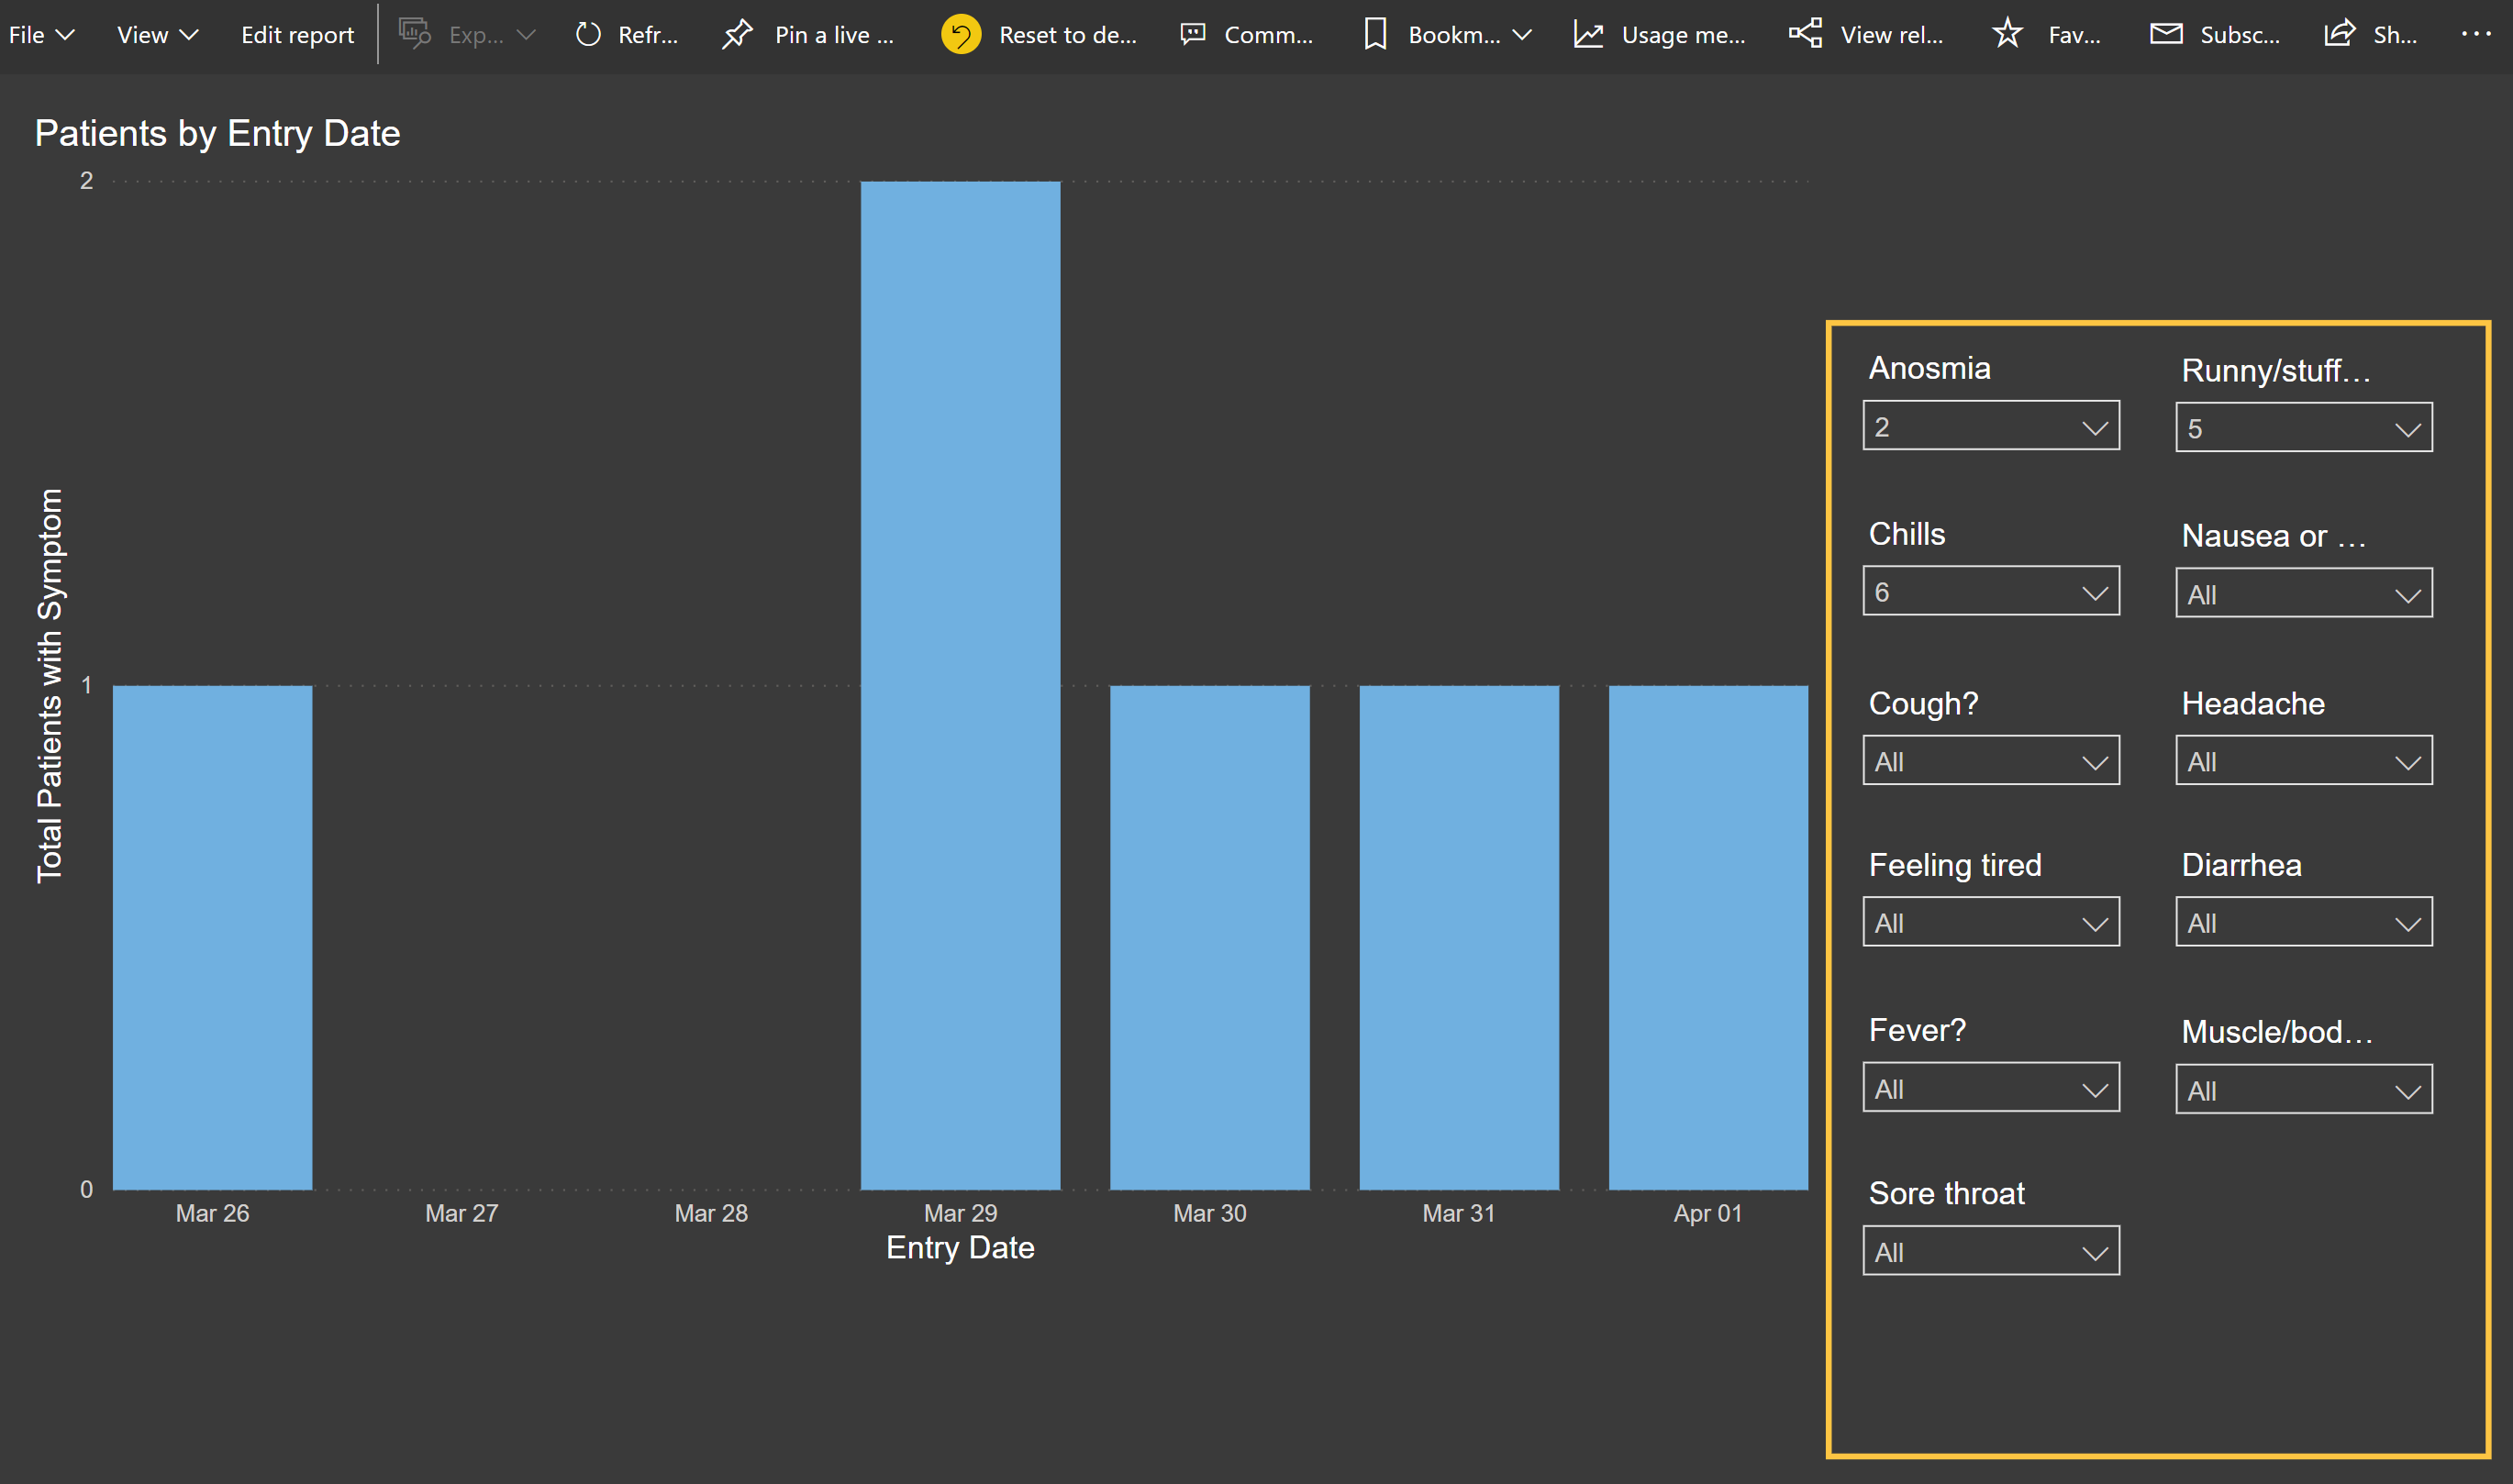 File View Edit report Exp... Refr... Pin a live ... Reset to de... Comm... Bookm... Usage me... View rel... Fav... Subsc... Sh... ...
Patients by Entry Date
2
1
0
Total Patients with Symptom
Mar 26 Mar 27 Mar 28 Mar 29 Mar 30 Mar 31 Apr 01
Entry Date
Anosmia Runny/stuff...
2 5
Chills Nausea or ...
6 All
Cough? Headache
All All
Feeling tired Diarrhea
All All
Fever? Muscle/bod...
All All
Sore throat
All